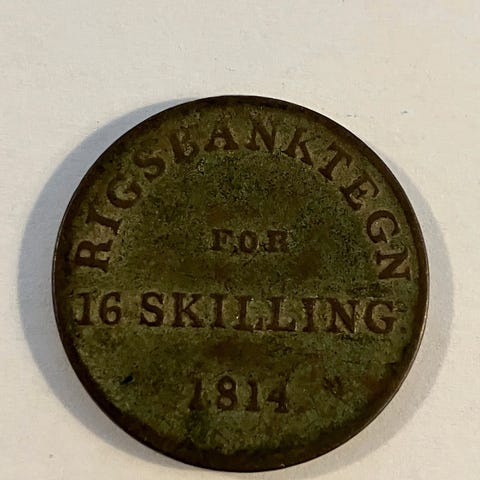 RIGSBANKTEGN
FOR
16 SKILLING.
1814